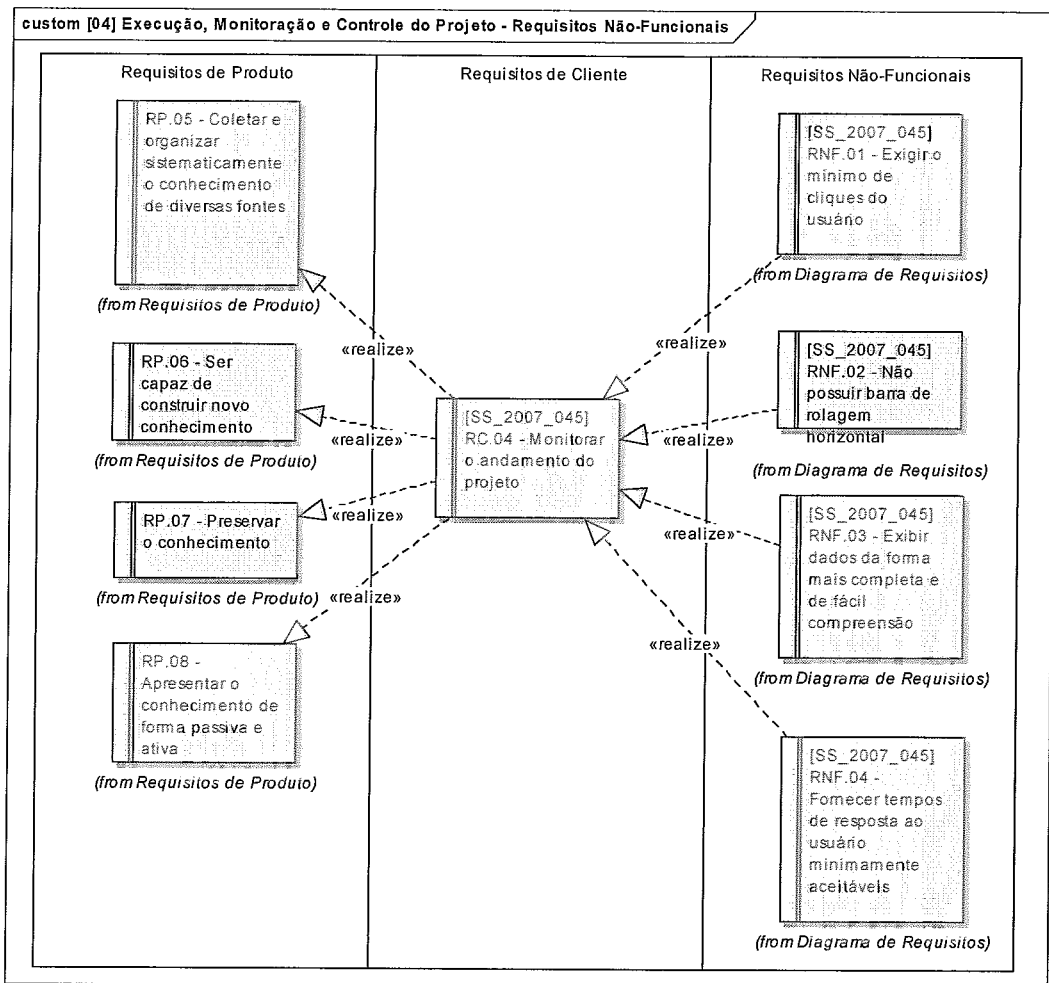 custom [04] Execução, Monitoração e Controle do Projeto - Requisitos Não-Funcionais
Requisitos de Produto
RP.05 - Coletar e
organizar
sistematicamente
o conhecimento
de diversas fontes
(from Requisitos de Produto)
RP.06 - Ser
capaz de
construir novo
conhecimento
(from Requisitos de Produto)
RP.07 - Preservar
o conhecimento
(from Requisitos de Produto)
RP.08 -
Apresentar o
conhecimento de
forma passiva e
ativa
(from Requisitos de Produto)
«realize»
«realize»
«realize»
«realize»
Requisitos de Cliente
[SS_2007_045]
RC.04 - Monitorar
o andamento do
projeto
«realize»
«realize»
«realize»
«realize»
Requisitos Não-Funcionais
[SS_2007_045]
RNF.01 - Exigir o
mínimo de
cliques do
usuário
(from Diagrama de Requisitos)
[SS_2007_045]
RNF.02 - Não
possuir barra de
rolagem
horizontal
(from Diagrama de Requisitos)
[SS_2007_045]
RNF.03 - Exibir
dados da forma
mais completa e
de fácil
compreensão
(from Diagrama de Requisitos)
[SS_2007_045]
RNF.04 -
Fornecer tempos
de resposta ao
usuário
minimamente
aceitáveis
(from Diagrama de Requisitos)